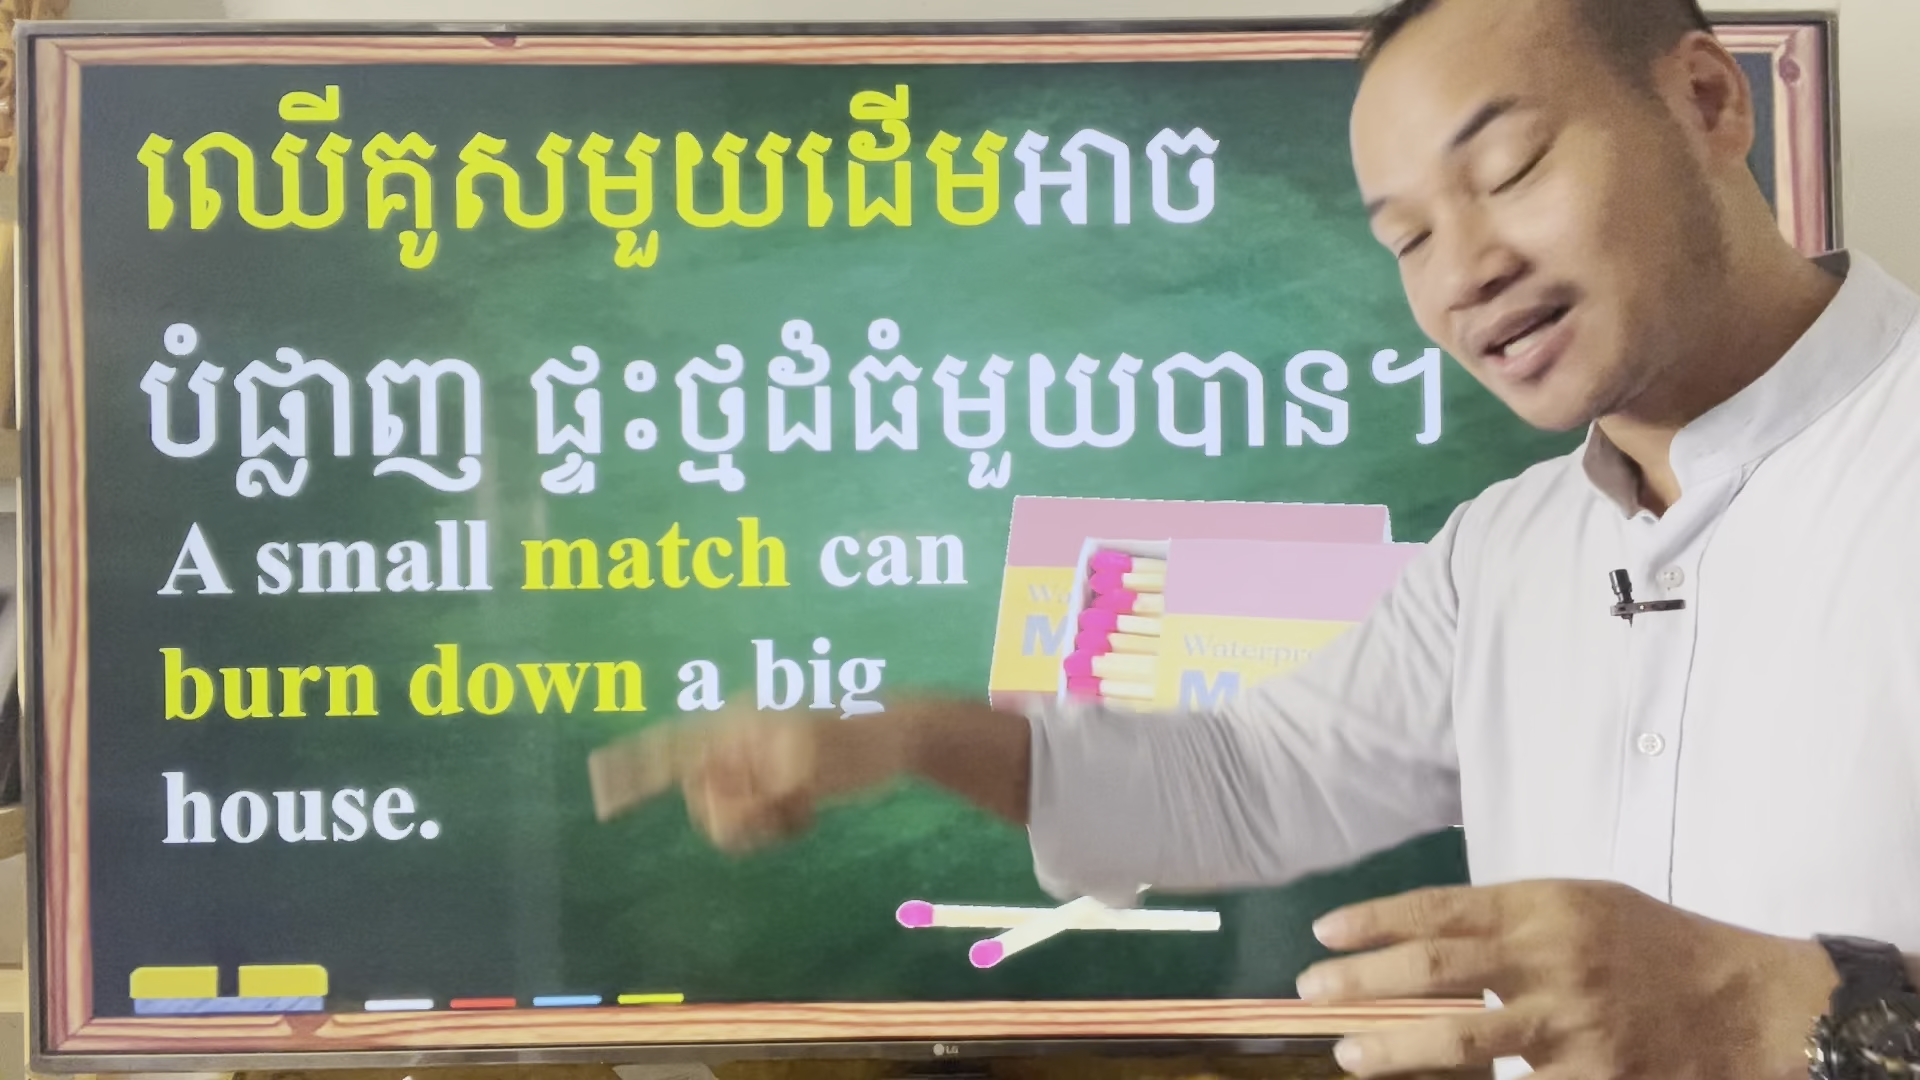 ឈើគូសមួយដើមអាច
បំផ្លាញ ផ្ទះថ្មដ៏ធំមួយបាន។
A small match can
burn down a big
house.
LG